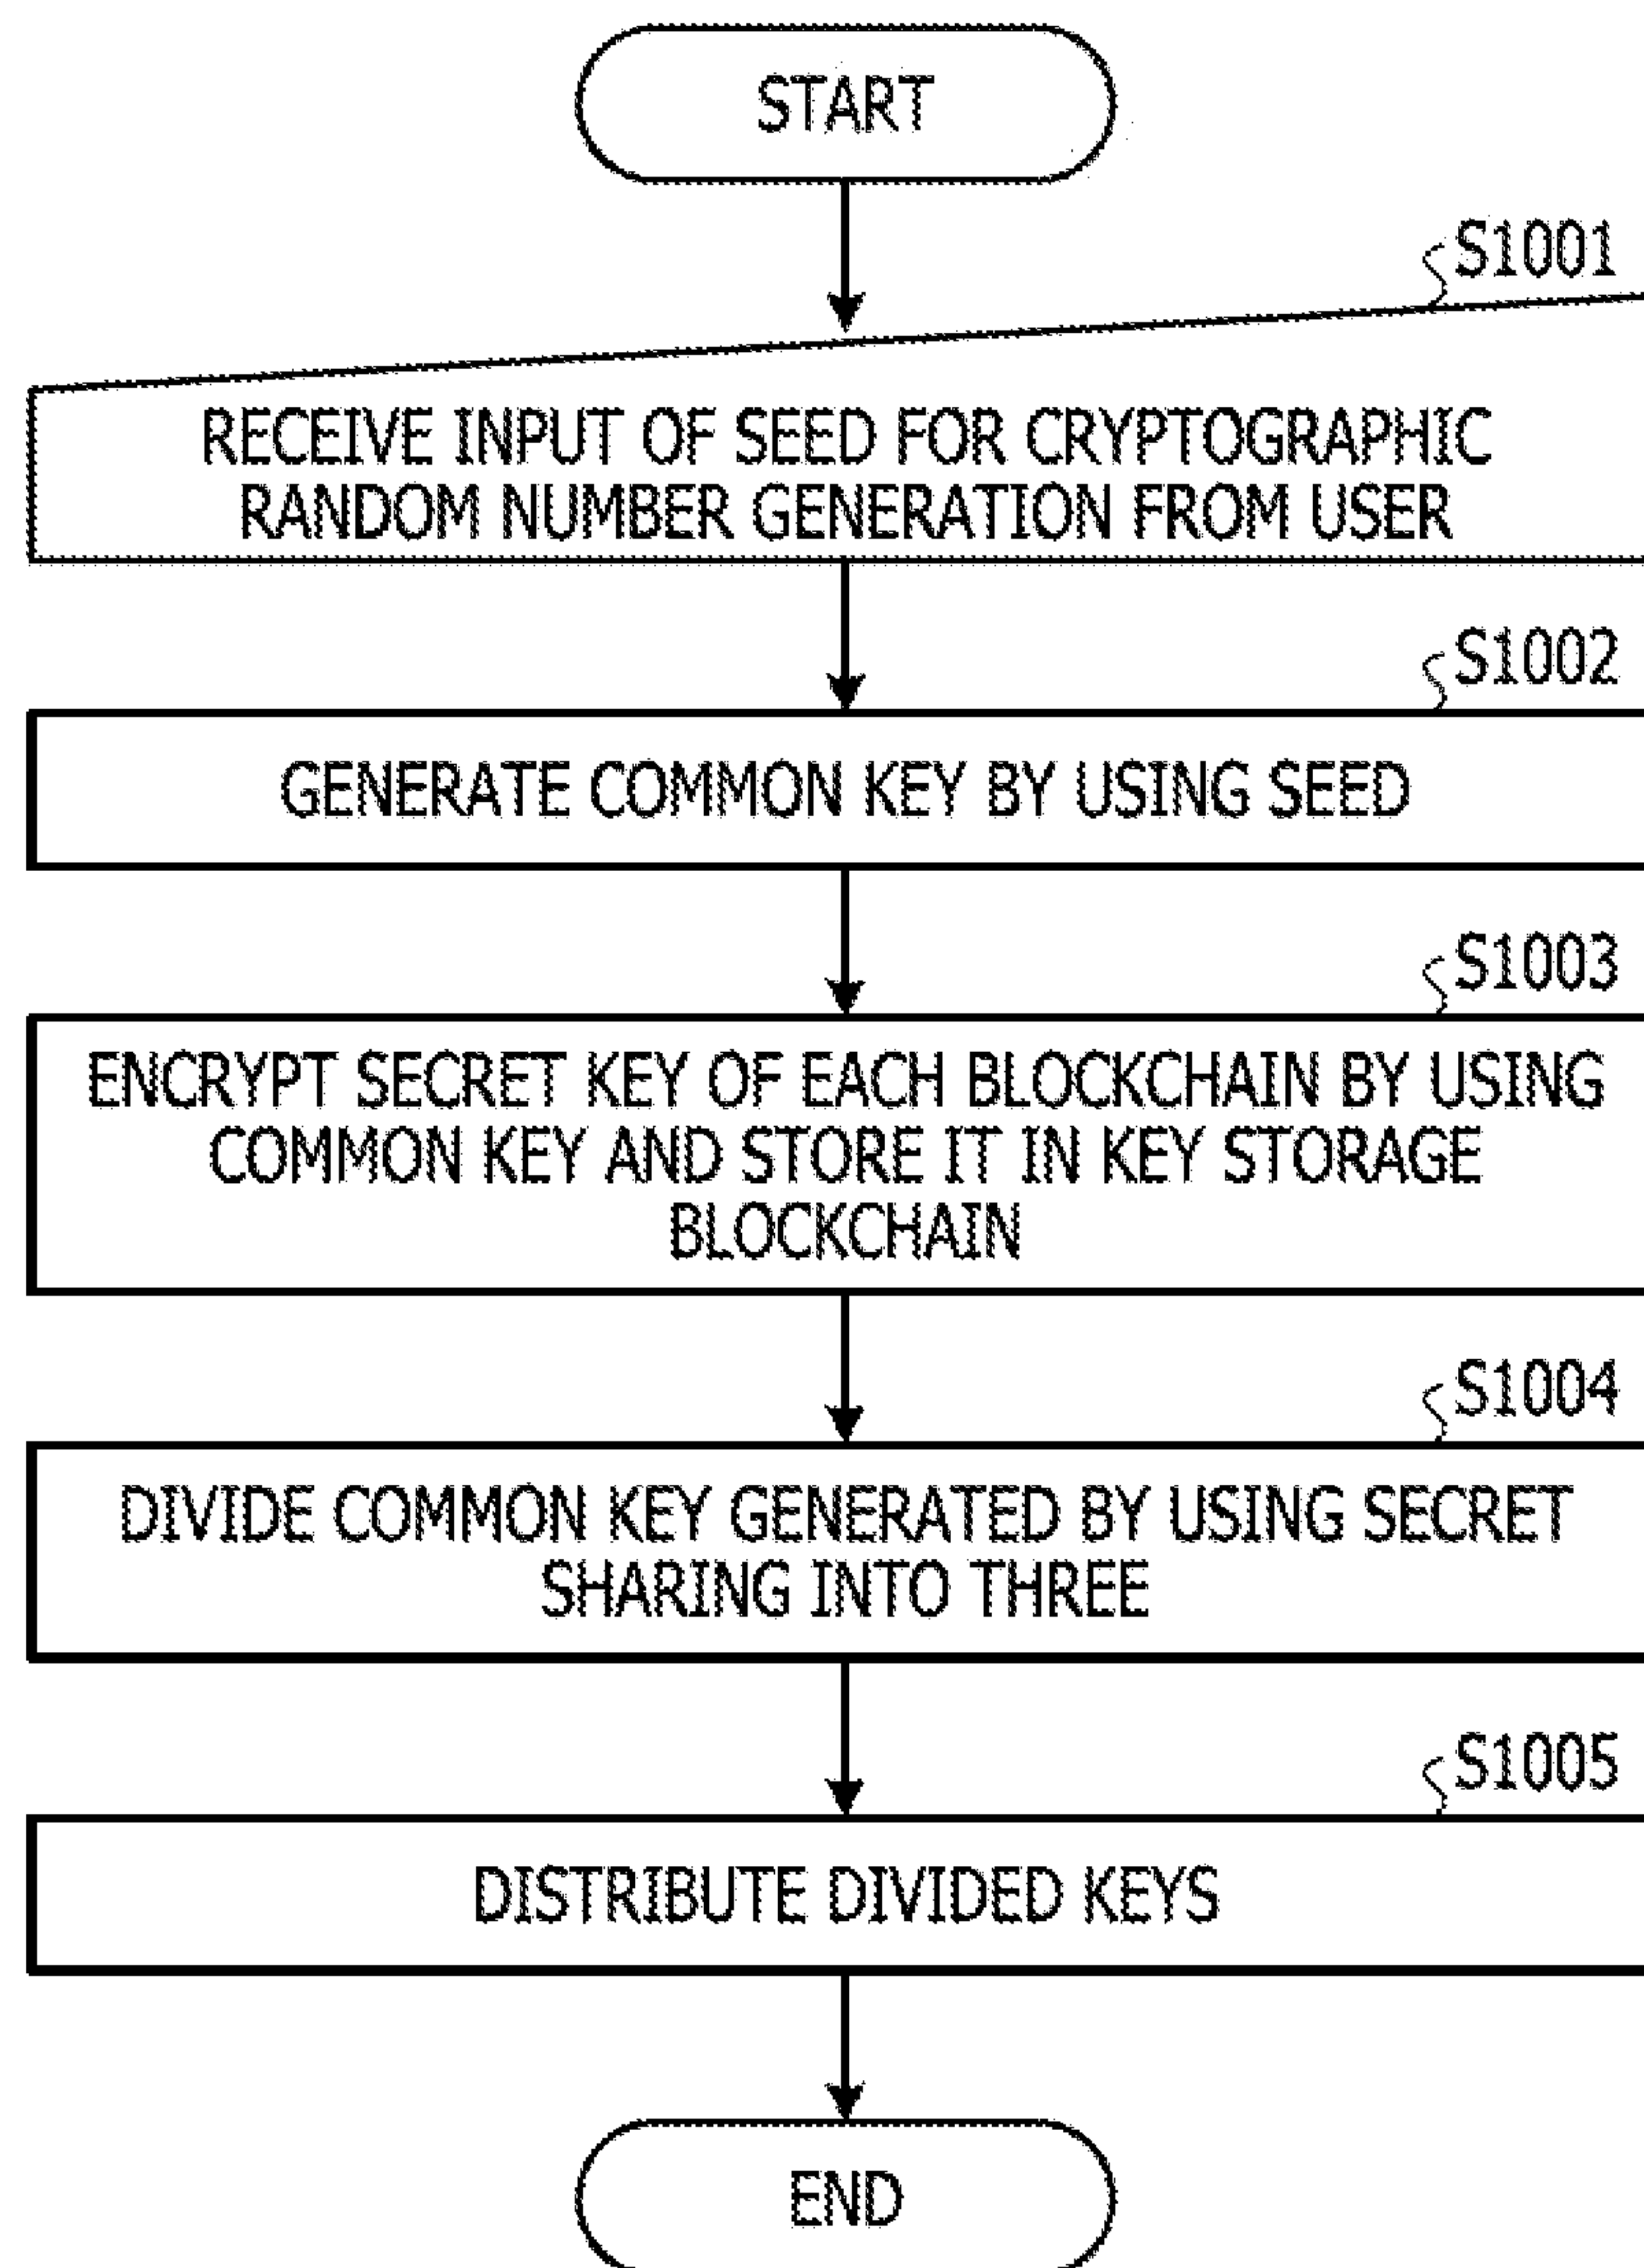 START
S1001
RECEIVE INPUT OF SEED FOR CRYPTOGRAPHIC
RANDOM NUMBER GENERATION FROM USER
S1002
GENERATE COMMON KEY BY USING SEED
S1003
ENCRYPT SECRET KEY OF EACH BLOCKCHAIN BY USING
COMMON KEY AND STORE IT IN KEY STORAGE
BLOCKCHAIN
S1004
DIVIDE COMMON KEY GENERATED BY USING SECRET
SHARING INTO THREE
S1005
DISTRIBUTE DIVIDED KEYS
END